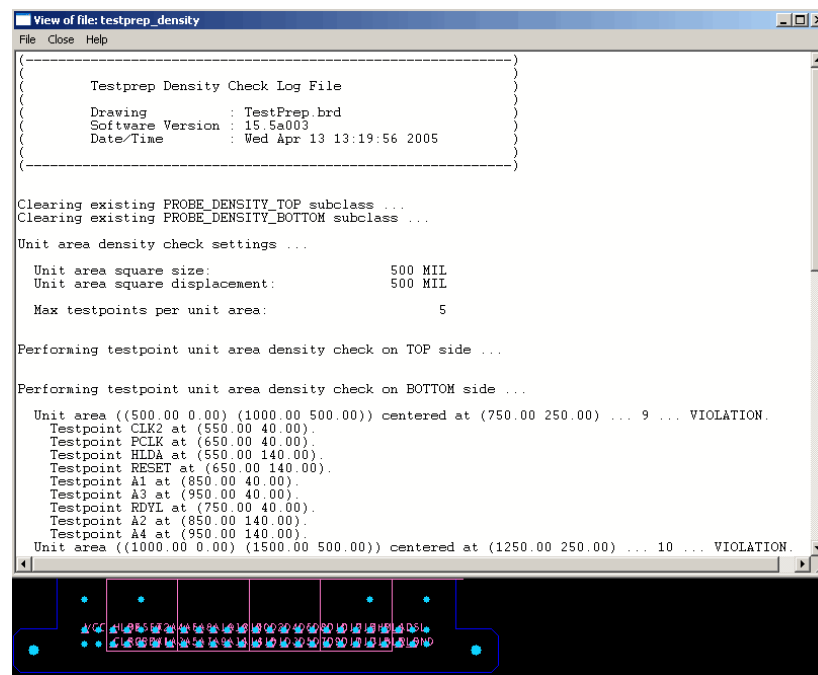 View of file: testprep_density
File Close Help
(------------------------------------------------------------)
( )
( Testprep Density Check Log File )
( )
( Drawing : TestPrep.brd )
( Software Version : 15.5a003 )
( Date/Time : Wed Apr 13 13:19:56 2005 )
( )
(------------------------------------------------------------)
Clearing existing PROBE_DENSITY_TOP subclass ...
Clearing existing PROBE_DENSITY_BOTTOM subclass ...
Unit area density check settings ...
Unit area square size: 500 MIL
Unit area square displacement: 500 MIL
Max testpoints per unit area: 5
Performing testpoint unit area density check on TOP side ...
Performing testpoint unit area density check on BOTTOM side ...
Unit area ((500.00 0.00) (1000.00 500.00)) centered at (750.00 250.00) ... 9 ... VIOLATION.
Testpoint CLK2 at (550.00 40.00).
Testpoint PCLK at (650.00 40.00).
Testpoint HLDA at (550.00 140.00).
Testpoint RESET at (650.00 140.00).
Testpoint A1 at (850.00 40.00).
Testpoint A3 at (950.00 40.00).
Testpoint RDYL at (750.00 40.00).
Testpoint A2 at (850.00 140.00).
Testpoint A4 at (950.00 140.00).
Unit area ((1000.00 0.00) (1500.00 500.00)) centered at (1250.00 250.00) ... 10 ... VIOLATION.